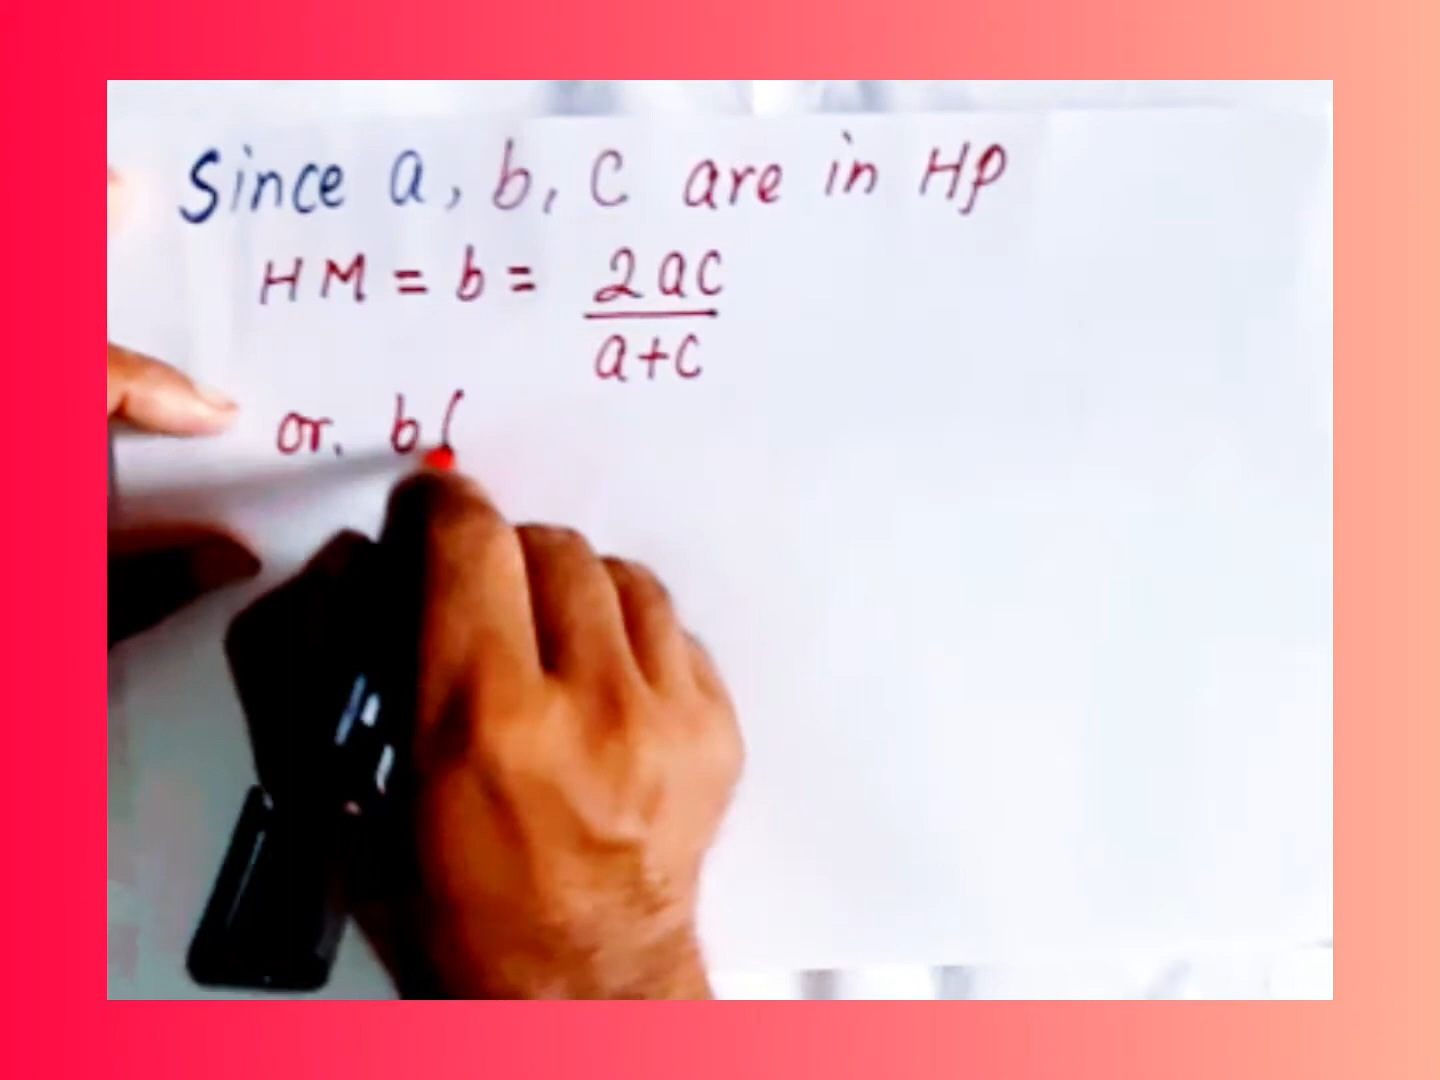 Since a, b, c are in HP
HM = b = 2ac / a+c
or. b(